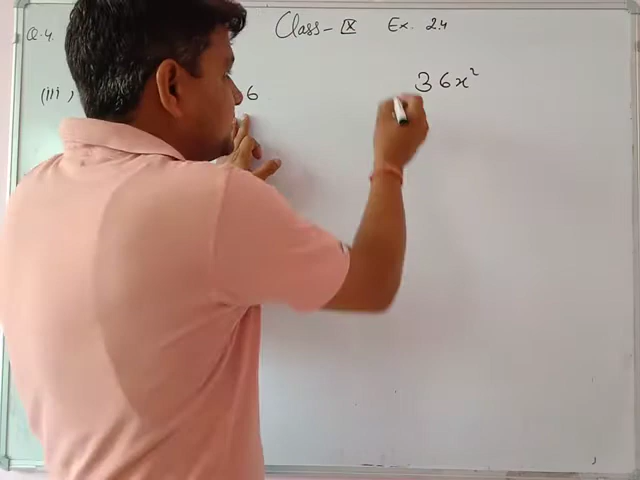 Q-4. Class- IX Ex. 2.4
(iii) 6 36x²